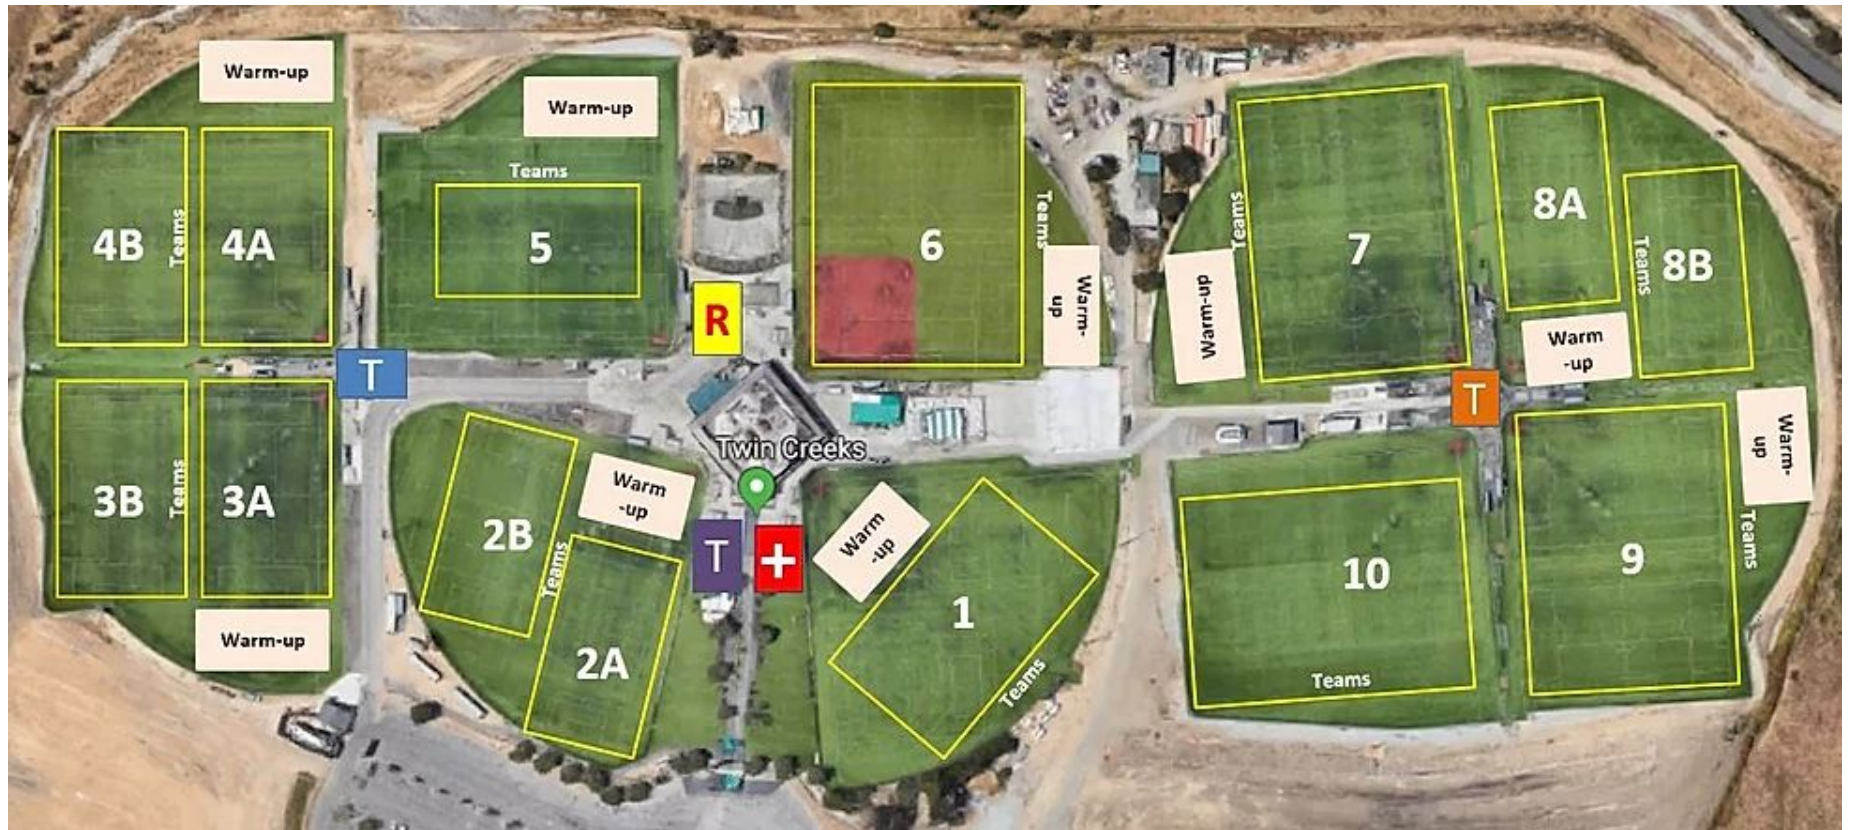 Warm-up
Warm-up
Teams
4B
Teams
4A
5
6
Teams
Warm-
up
R
T
Teams
7
Warm-up
8A
Teams
8B
Warm
-up
T
Warm-
up
3B
Teams
3A
Warm-up
2B
Teams
2A
Warm
-up
Twin Creeks
T
Warm
-up
1
Teams
10
Teams
9
Teams